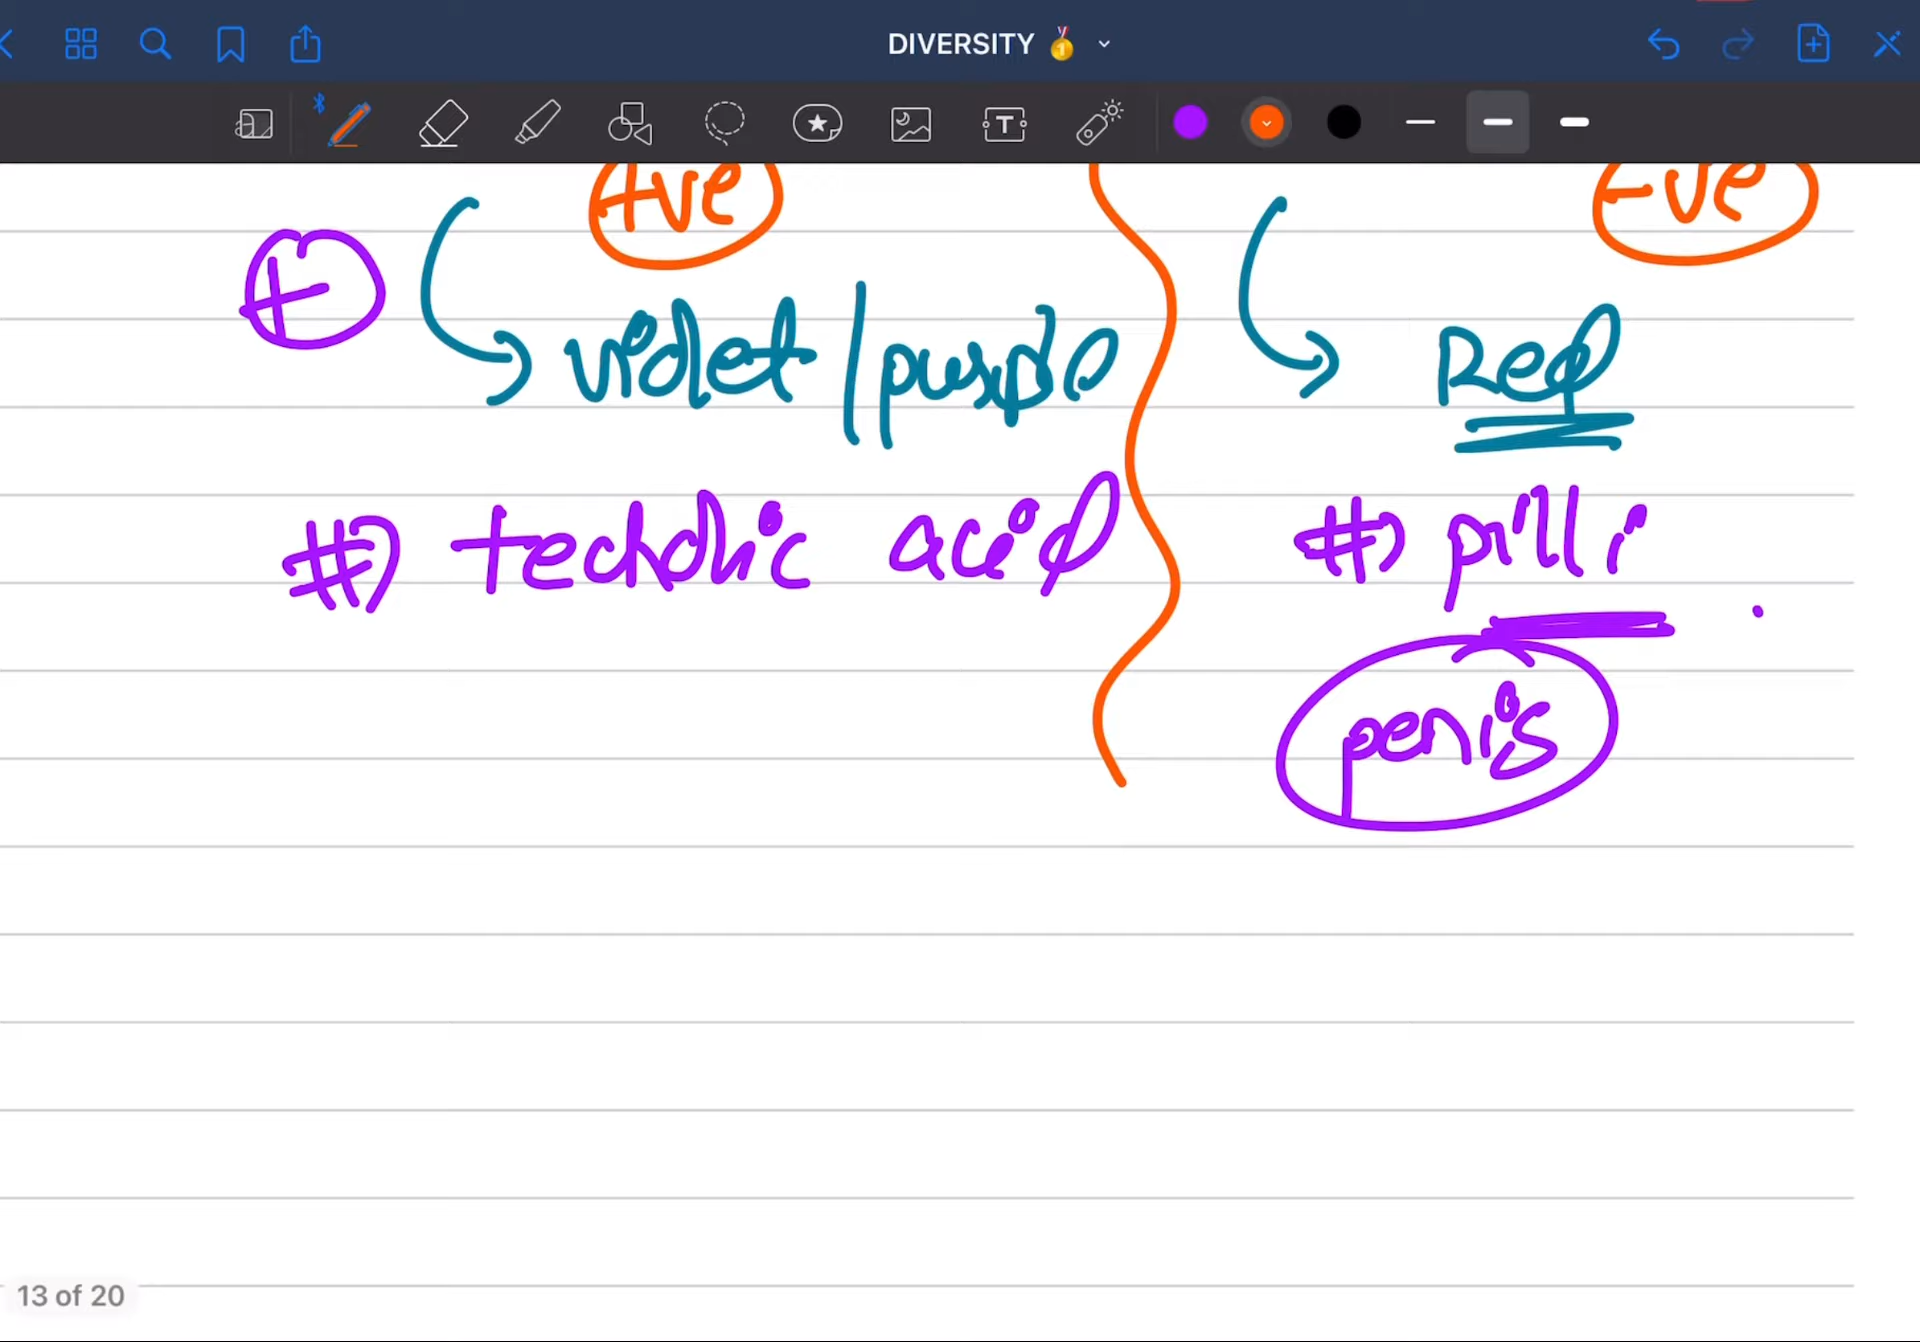 DIVERSITY 🥇
+ve
-ve
+
violet / purple
Red
#) techoic acid
#) pilli
penis
13 of 20